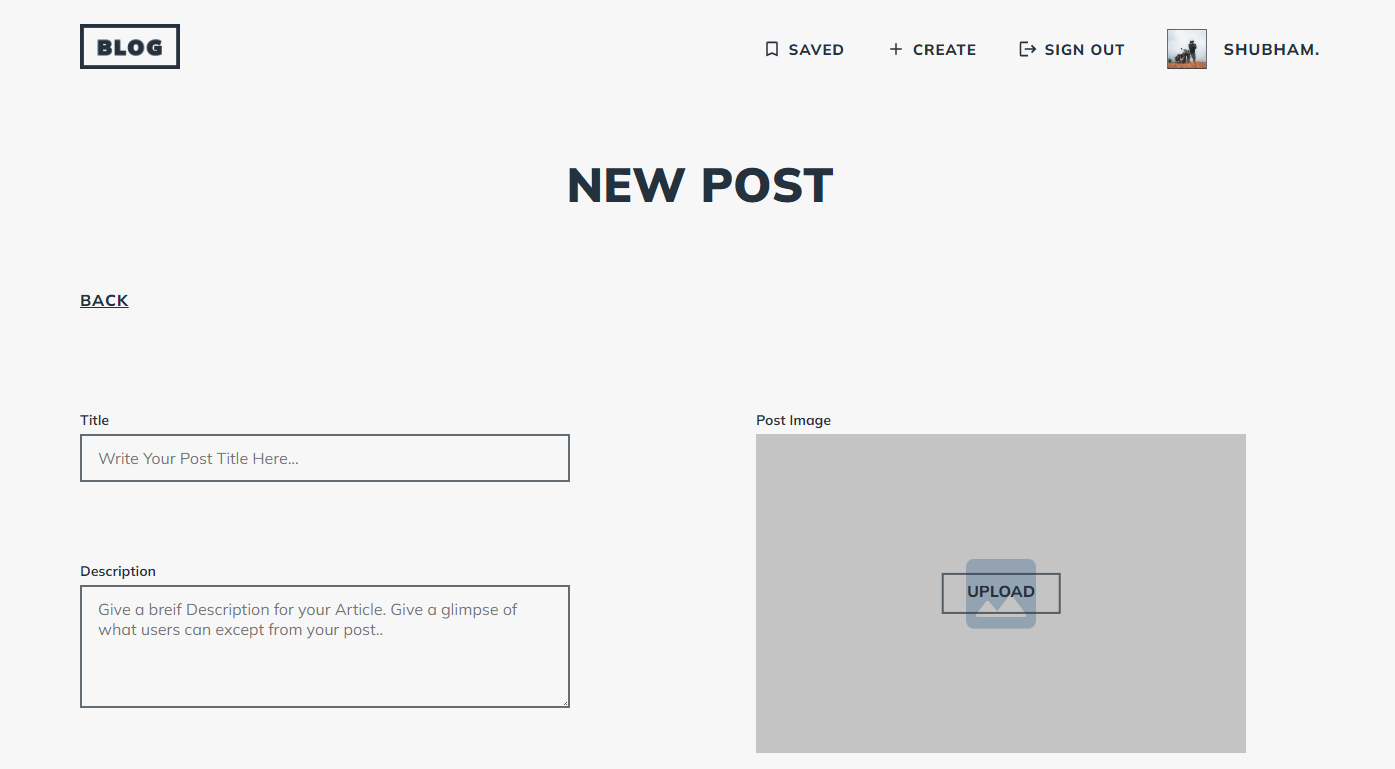 BLOG
SAVED
CREATE
SIGN OUT
SHUBHAM.
NEW POST
BACK
Title
Write Your Post Title Here...
Description
Give a breif Description for your Article. Give a glimpse of
what users can except from your post..
Post Image
UPLOAD